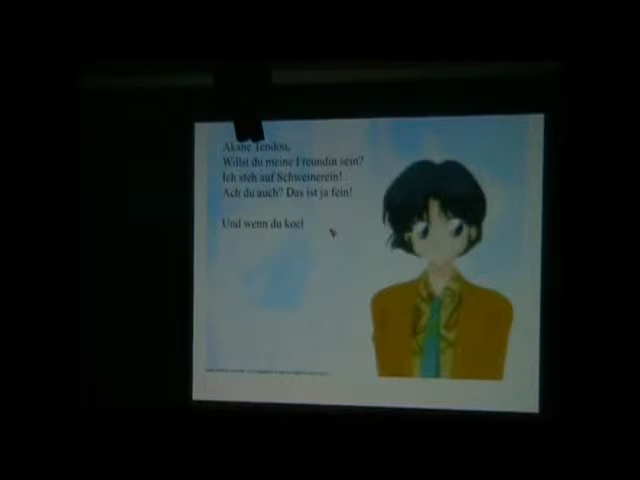 Akane Tendou,
Willst du meine Freundin sein?
Ich steh auf Schweinerein!
Ach du auch? Das ist ja fein!
Und wenn du kocl